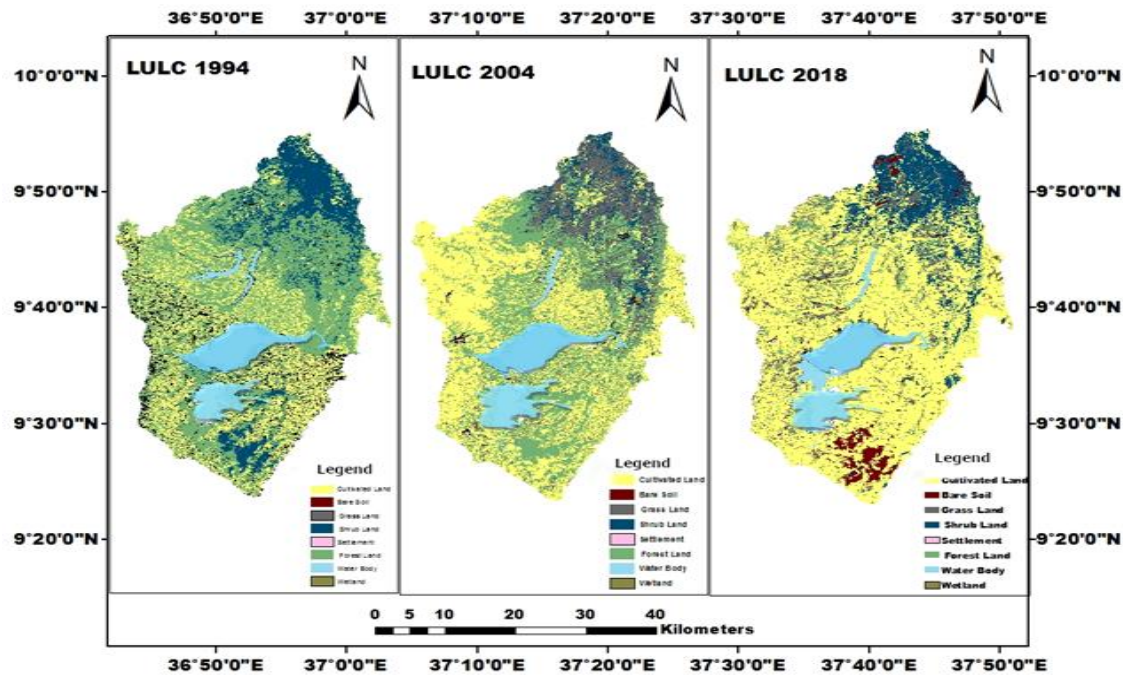 36°50'0"E 37°0'0"E 37°10'0"E 37°20'0"E 37°30'0"E 37°40'0"E 37°50'0"E
LULC 1994
N
LULC 2004
N
LULC 2018
N
10°0'0"N
9°50'0"N
9°40'0"N
9°30'0"N
9°20'0"N
10°0'0"N
9°50'0"N
9°40'0"N
9°30'0"N
9°20'0"N
Legend
Cultivated Land
Bare Soil
Grass Land
Shrub Land
Settlement
Forest Land
Water Body
Wetland
Legend
Cultivated Land
Bare Soil
Grass Land
Shrub Land
Settlement
Forest Land
Water Body
Wetland
Legend
Cultivated Land
Bare Soil
Grass Land
Shrub Land
Settlement
Forest Land
Water Body
Wetland
0 5 10 20 30 40
Kilometers
36°50'0"E 37°0'0"E 37°10'0"E 37°20'0"E 37°30'0"E 37°40'0"E 37°50'0"E